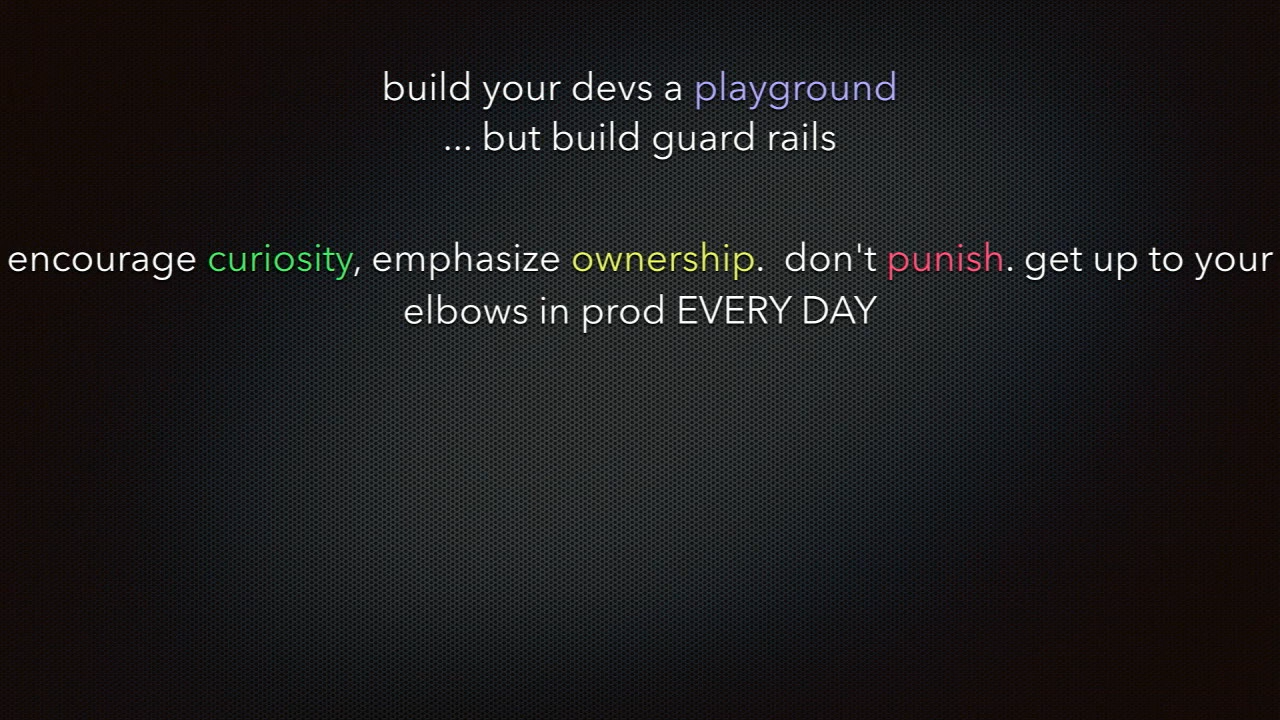 build your devs a playground
... but build guard rails
encourage curiosity, emphasize ownership.  don't punish. get up to your
elbows in prod EVERY DAY